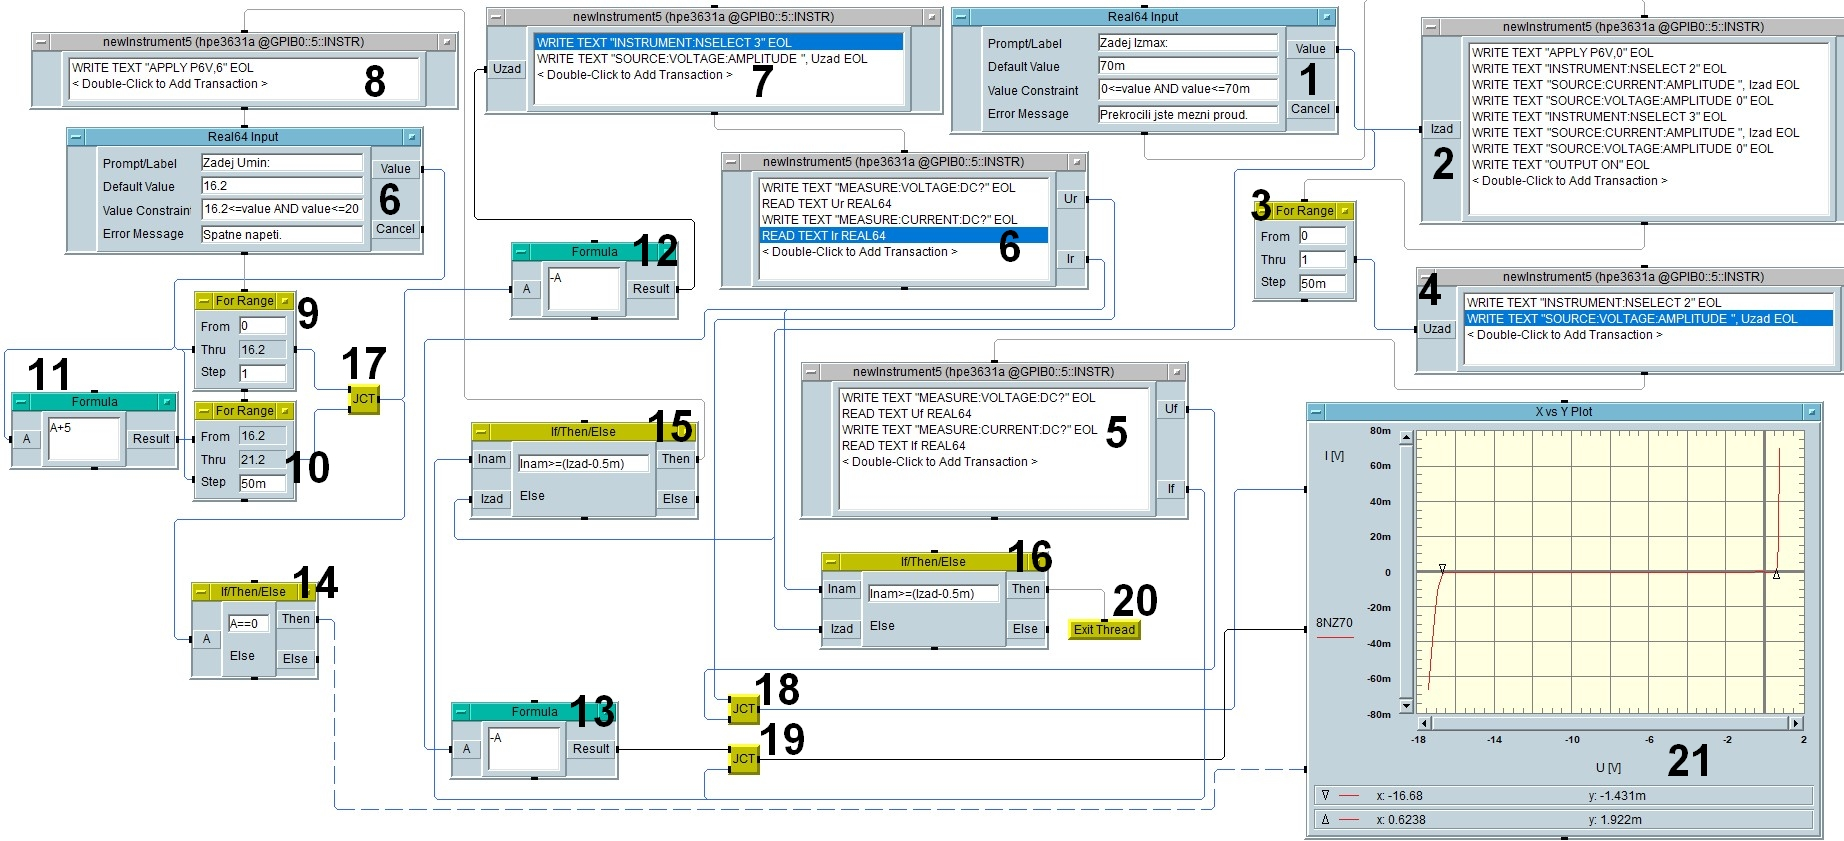 newInstrument5 (hpe3631a @GPIB0::5::INSTR)
WRITE TEXT "APPLY P6V,6" EOL
< Double-Click to Add Transaction >
8
newInstrument5 (hpe3631a @GPIB0::5::INSTR)
Uzad
WRITE TEXT "INSTRUMENT:NSELECT 3" EOL
WRITE TEXT "SOURCE:VOLTAGE:AMPLITUDE ", Uzad EOL
< Double-Click to Add Transaction >
7
Real64 Input
Prompt/Label Zadej Izmax:
Default Value 70m
Value Constraint 0<=value AND value<=70m
Error Message Prekrocili jste mezni proud.
Value
Cancel
1
newInstrument5 (hpe3631a @GPIB0::5::INSTR)
Izad
WRITE TEXT "APPLY P6V,0" EOL
WRITE TEXT "INSTRUMENT:NSELECT 2" EOL
WRITE TEXT "SOURCE:CURRENT:AMPLITUDE ", Izad EOL
WRITE TEXT "SOURCE:VOLTAGE:AMPLITUDE 0" EOL
WRITE TEXT "INSTRUMENT:NSELECT 3" EOL
WRITE TEXT "SOURCE:CURRENT:AMPLITUDE ", Izad EOL
WRITE TEXT "SOURCE:VOLTAGE:AMPLITUDE 0" EOL
WRITE TEXT "OUTPUT ON" EOL
< Double-Click to Add Transaction >
2
Real64 Input
Prompt/Label Zadej Umin:
Default Value 16.2
Value Constraint 16.2<=value AND value<=20
Error Message Spatne napeti.
Value
Cancel
6
newInstrument5 (hpe3631a @GPIB0::5::INSTR)
WRITE TEXT "MEASURE:VOLTAGE:DC?" EOL
READ TEXT Ur REAL64
WRITE TEXT "MEASURE:CURRENT:DC?" EOL
READ TEXT Ir REAL64
< Double-Click to Add Transaction >
Ur
Ir
6
3
For Range
From 0
Thru 1
Step 50m
Formula
A
-A
Result
12
newInstrument5 (hpe3631a @GPIB0::5::INSTR)
4
Uzad
WRITE TEXT "INSTRUMENT:NSELECT 2" EOL
WRITE TEXT "SOURCE:VOLTAGE:AMPLITUDE ", Uzad EOL
< Double-Click to Add Transaction >
For Range
From 0
Thru 16.2
Step 1
9
17
JCT
11
Formula
A
A+5
Result
For Range
From 16.2
Thru 21.2
Step 50m
10
newInstrument5 (hpe3631a @GPIB0::5::INSTR)
WRITE TEXT "MEASURE:VOLTAGE:DC?" EOL
READ TEXT Uf REAL64
WRITE TEXT "MEASURE:CURRENT:DC?" EOL
READ TEXT If REAL64
< Double-Click to Add Transaction >
Uf
If
5
If/Then/Else
Inam
Izad
Inam>=(Izad-0.5m)
Else
Then
Else
15
If/Then/Else
Inam
Izad
Inam>=(Izad-0.5m)
Else
Then
Else
16
20
Exit Thread
If/Then/Else
A
A==0
Else
Then
Else
14
Formula
A
-A
Result
13
18
JCT
19
JCT
X vs Y Plot
I [V]
8NZ70
80m
60m
40m
20m
0
-20m
-40m
-60m
-80m
-18
-14
-10
-6
-2
2
U [V]
21
x: -16.68 y: -1.431m
x: 0.6238 y: 1.922m